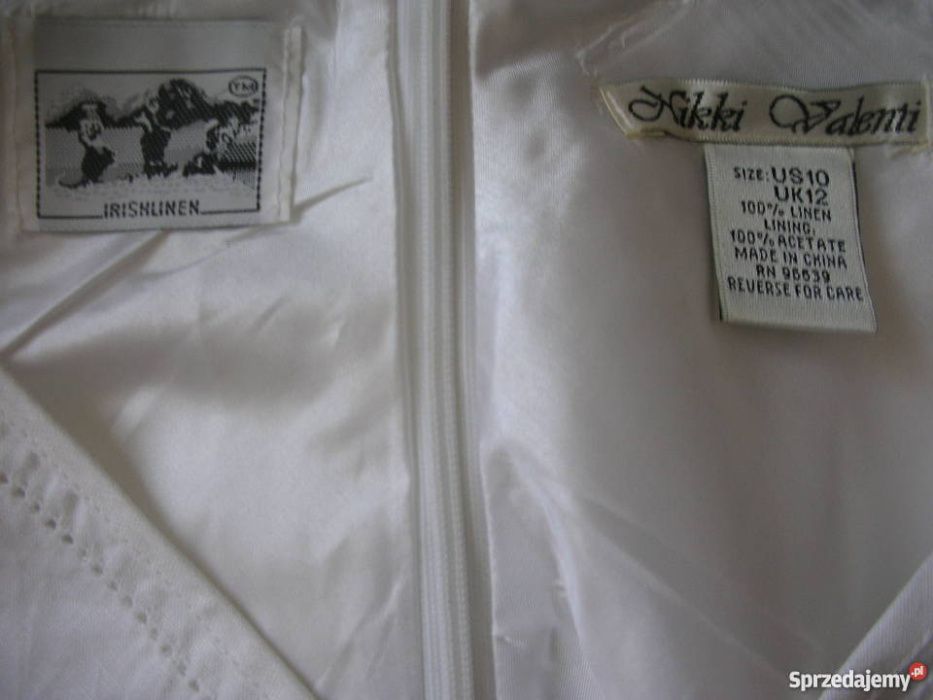 TM
IRISHLINEN
Nikki Valenti
SIZE: US10
UK12
100% LINEN
LINING:
100% ACETATE
MADE IN CHINA
RN 96639
REVERSE FOR CARE
Sprzedajemy.pl